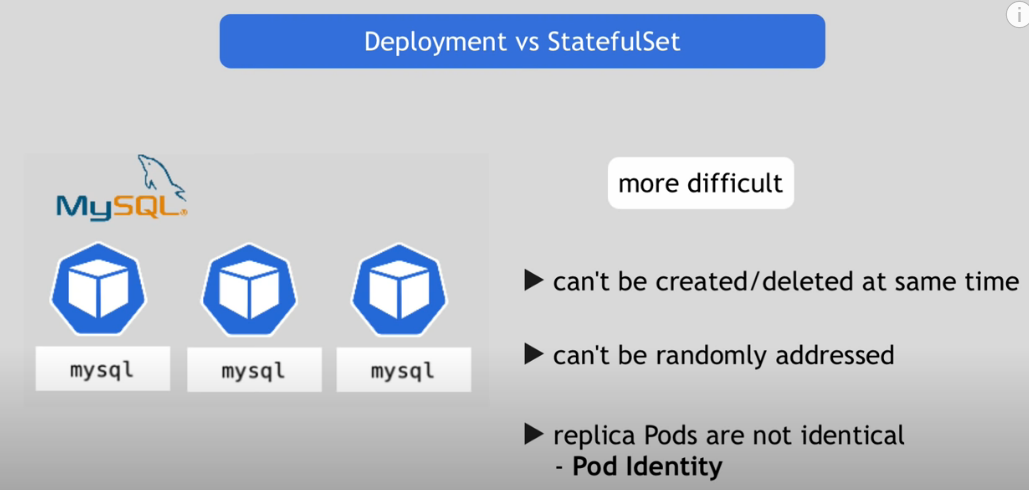 Deployment vs StatefulSet
MySQL®
mysql
mysql
mysql
more difficult
▶ can't be created/deleted at same time
▶ can't be randomly addressed
▶ replica Pods are not identical
- Pod Identity
i